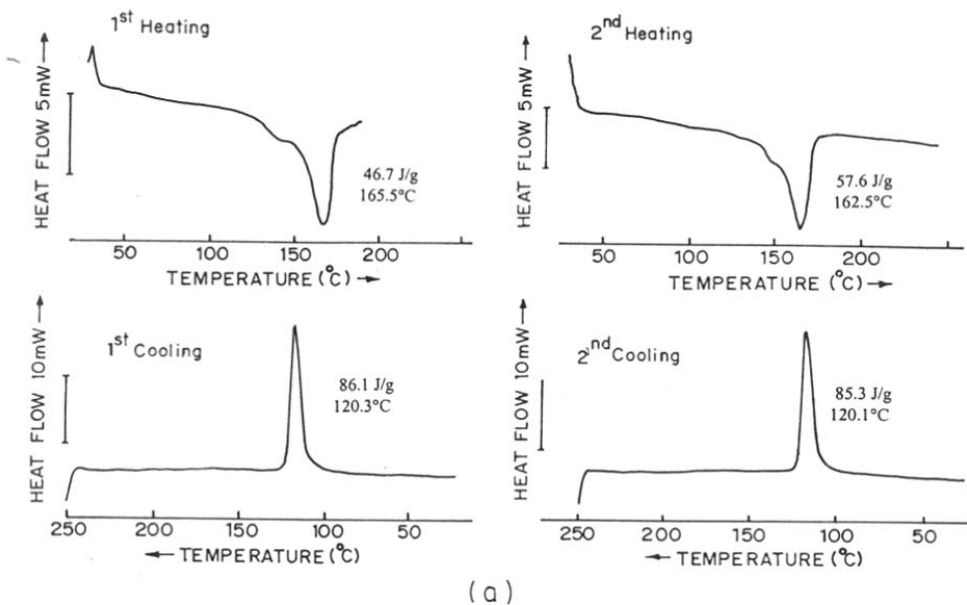 1st Heating
HEAT FLOW 5mW
46.7 J/g
165.5°C
50 100 150 200
TEMPERATURE (°C)
2nd Heating
HEAT FLOW 5mW
57.6 J/g
162.5°C
50 100 150 200
TEMPERATURE (°C)
1st Cooling
HEAT FLOW 10mW
86.1 J/g
120.3°C
250 200 150 100 50
TEMPERATURE (°C)
2nd Cooling
HEAT FLOW 10mW
85.3 J/g
120.1°C
250 200 150 100 50
TEMPERATURE (°C)
(a)